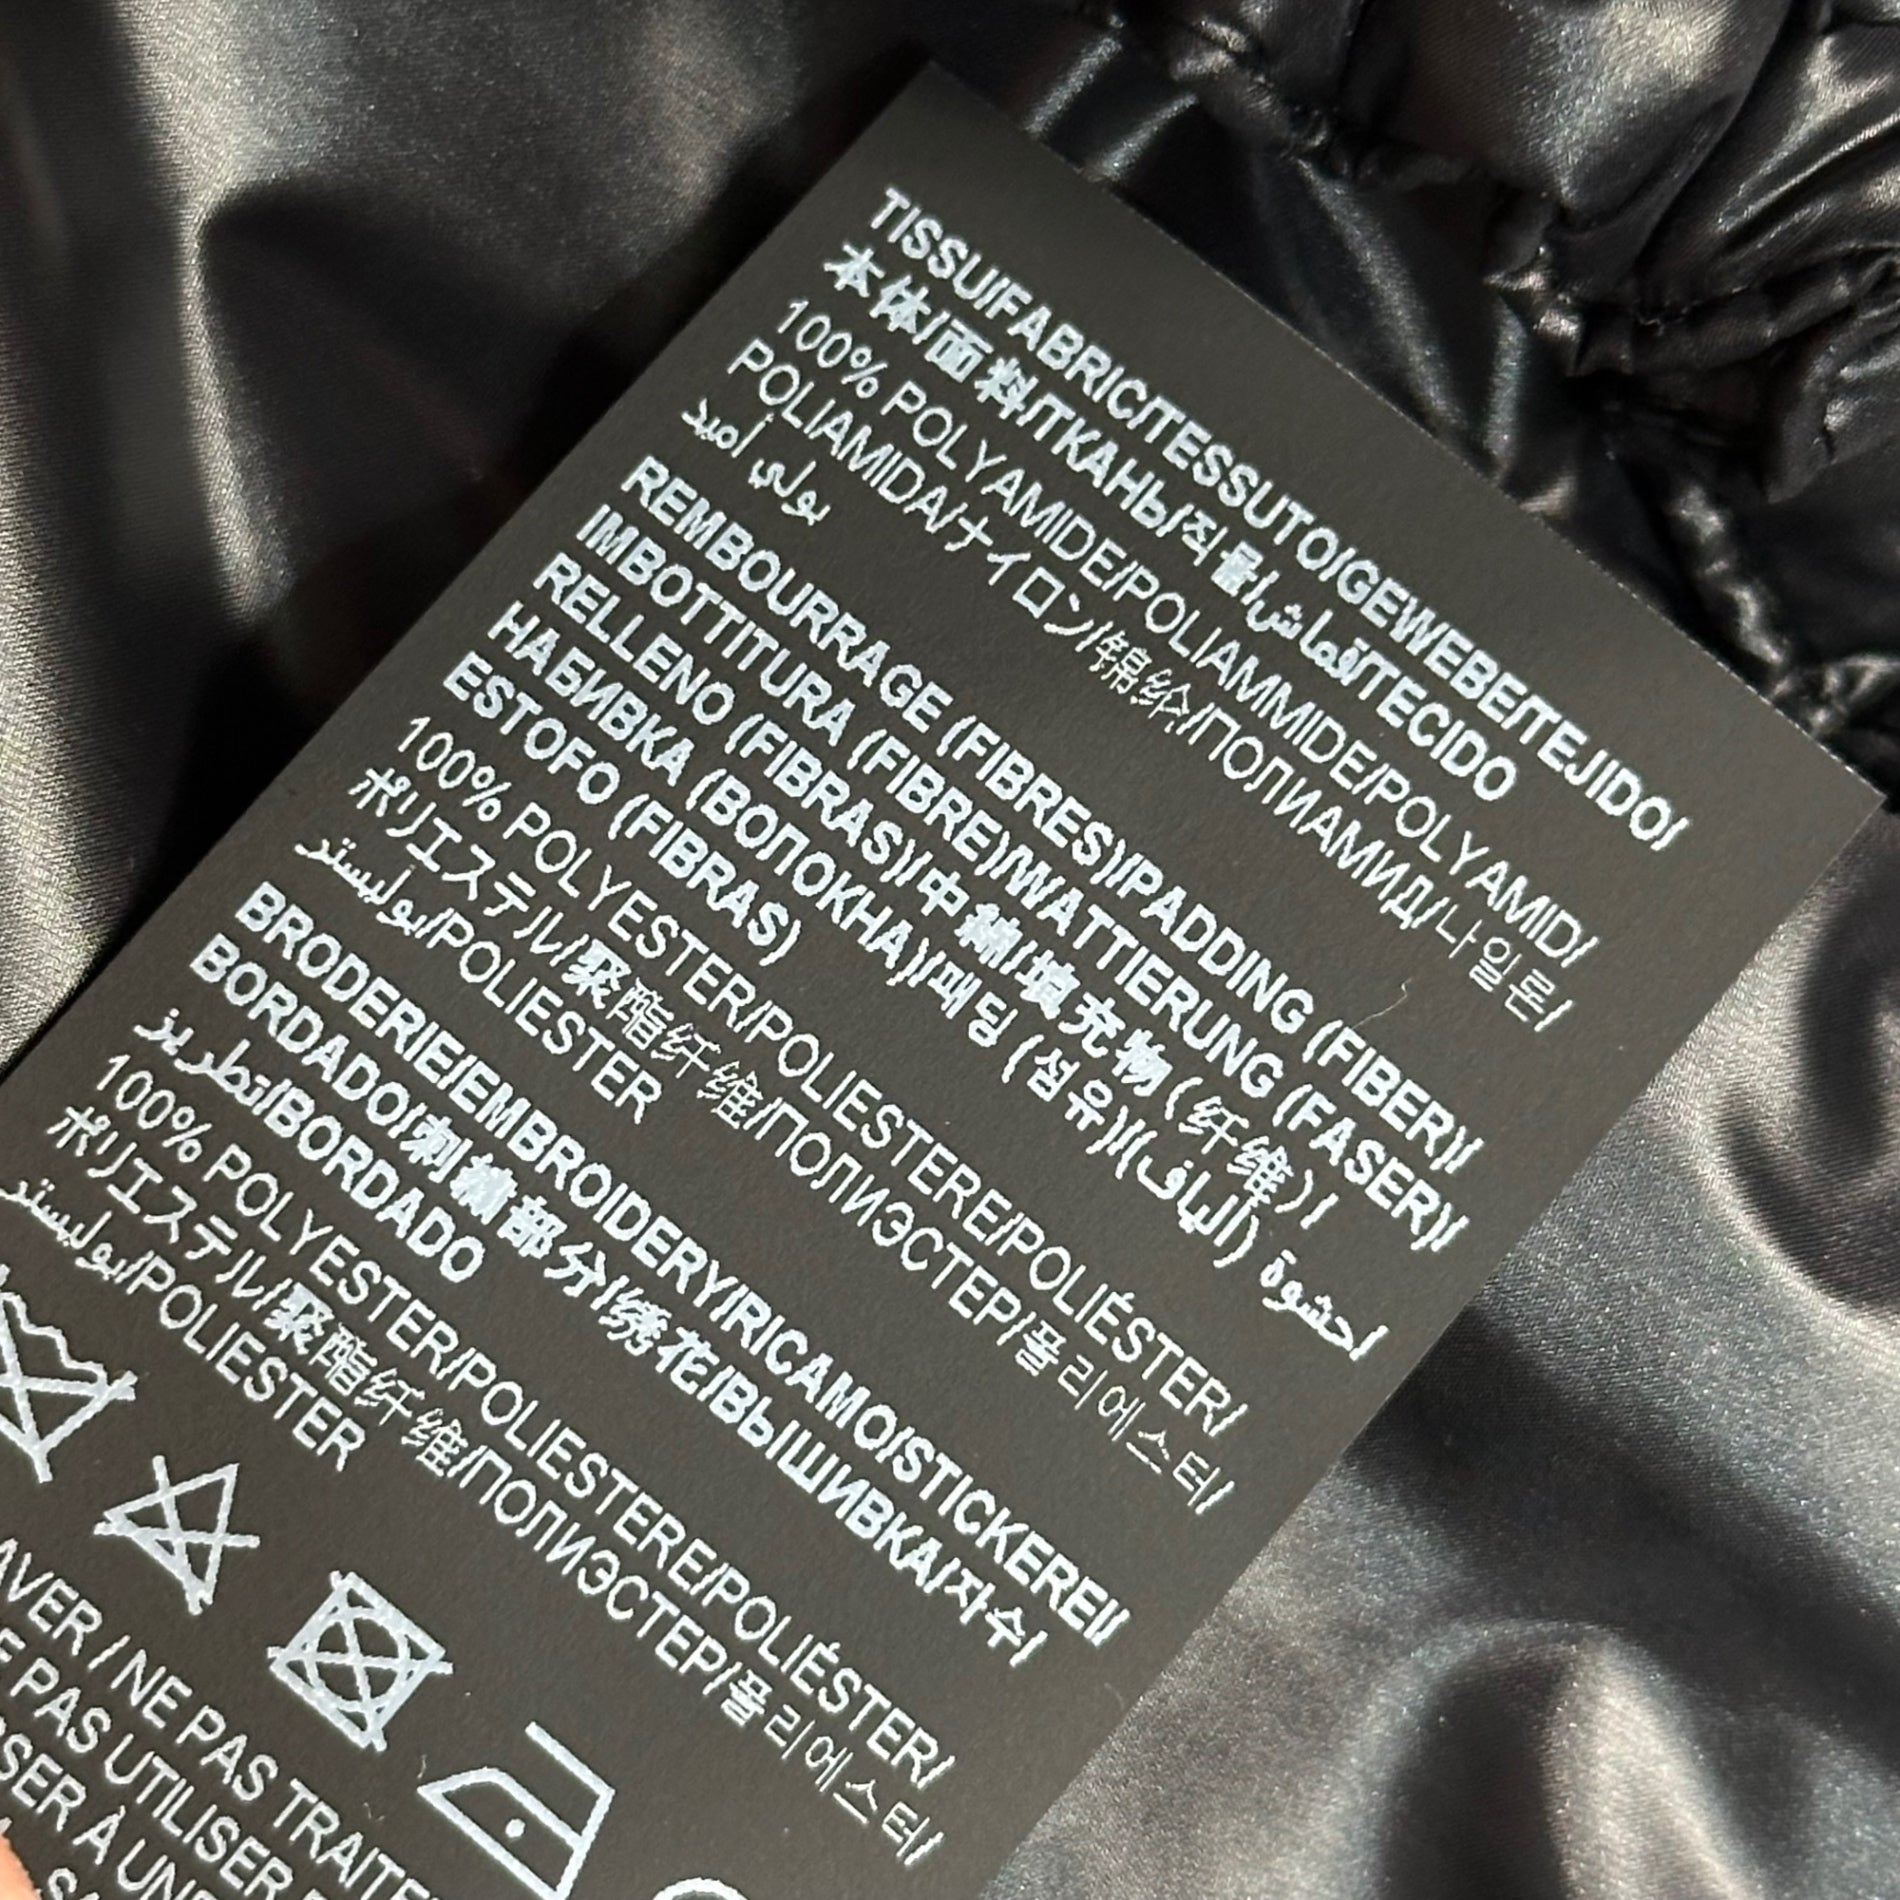 TISSU/FABRIC/TESSUTO/GEWEBE/TEJIDO/
本体/面料/ТКАНЬ/직물/قماش/TECIDO
100% POLYAMIDE/POLIAMMIDE/POLYAMID/
POLIAMIDA/ナイロン/锦纶/ПОЛИАМИД/나일론/
بولي أميد
REMBOURRAGE (FIBRES)/PADDING (FIBER)/
IMBOTTITURA (FIBRE)/WATTIERUNG (FASER)/
RELLENO (FIBRAS)/中綿/填充物 (纤维) /
НАБИВКА (ВОЛОКНА)/패딩 (섬유)/(ألياف) حشوة/
ESTOFO (FIBRAS)
100% POLYESTER/POLIESTERE/POLIÉSTER/
ポリエステル/聚酯纤维/ПОЛИЭСТЕР/폴리에스터/
بوليستر/POLIESTER
BRODERIE/EMBROIDERY/RICAMO/STICKEREI/
BORDADO/刺繍部分/绣花/ВЫШИВКА/자수/
تطريز/BORDADO
100% POLYESTER/POLIESTERE/POLIÉSTER/
ポリエステル/聚酯纤维/ПОЛИЭСТЕР/폴리에스터/
بوليستر/POLIESTER
AVER / NE PAS TRAITE
E PAS UTILISER
SER À UN